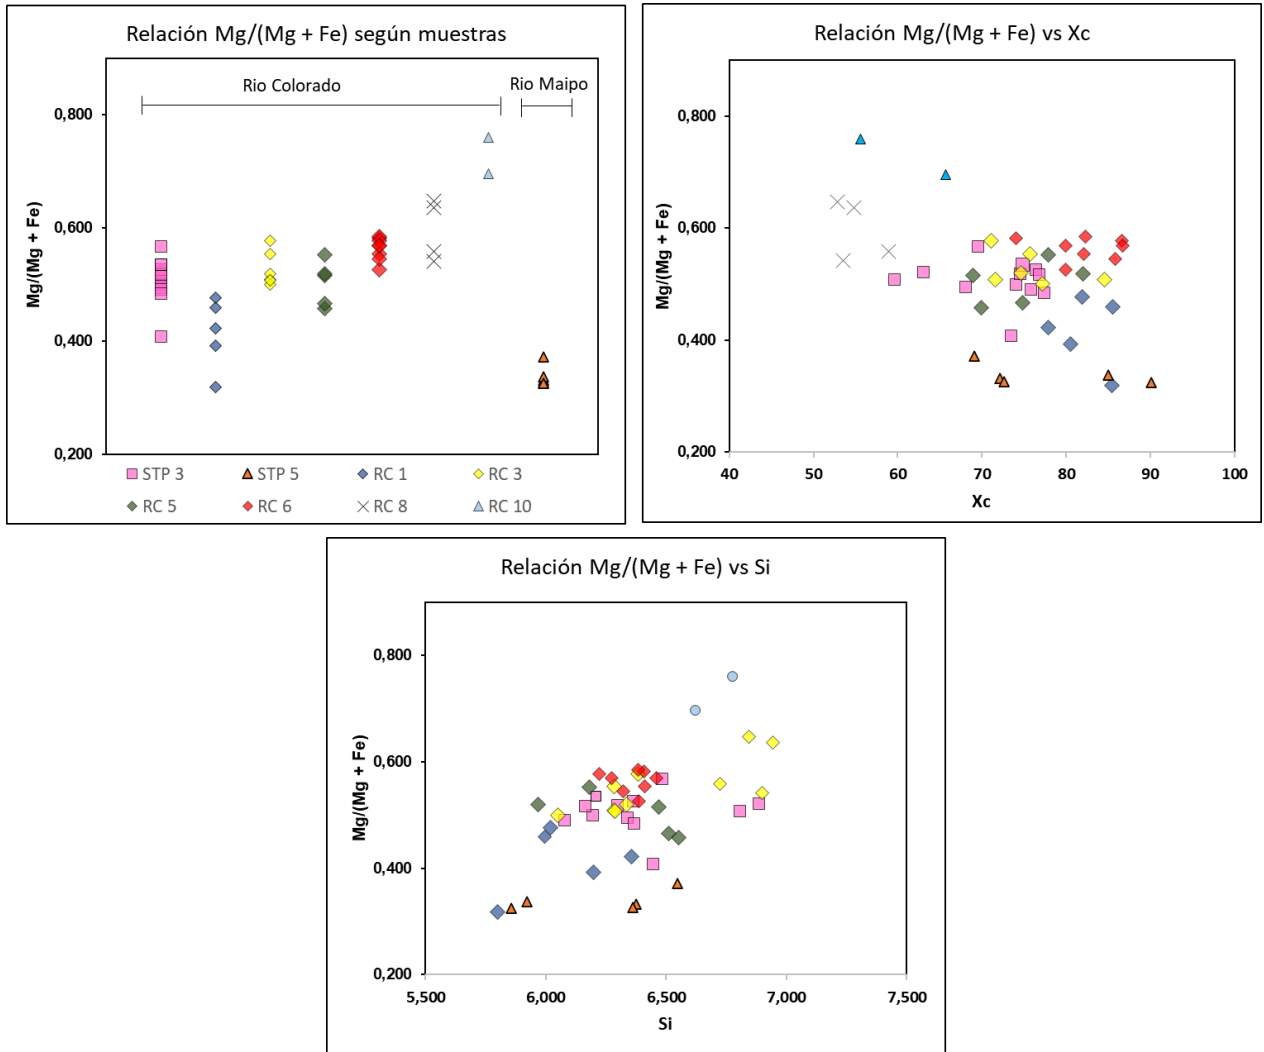 Relación Mg/(Mg + Fe) según muestras
Rio Colorado
Rio Maipo
Mg/(Mg + Fe)
0,800
0,600
0,400
0,200
STP 3
STP 5
RC 1
RC 3
RC 5
RC 6
RC 8
RC 10
Relación Mg/(Mg + Fe) vs Xc
Mg/(Mg + Fe)
0,800
0,600
0,400
0,200
40 50 60 70 80 90 100
Xc
Relación Mg/(Mg + Fe) vs Si
Mg/(Mg + Fe)
0,800
0,600
0,400
0,200
5,500 6,000 6,500 7,000 7,500
Si